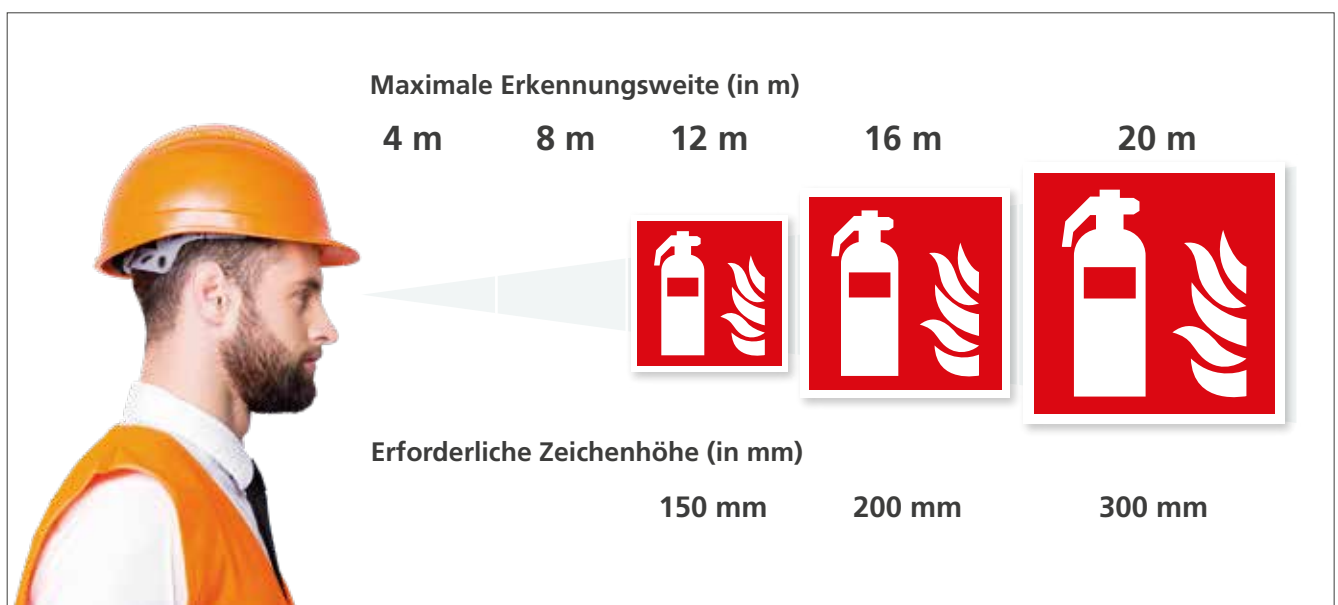 Maximale Erkennungsweite (in m)
4 m 8 m 12 m 16 m 20 m
Erforderliche Zeichenhöhe (in mm)
150 mm 200 mm 300 mm